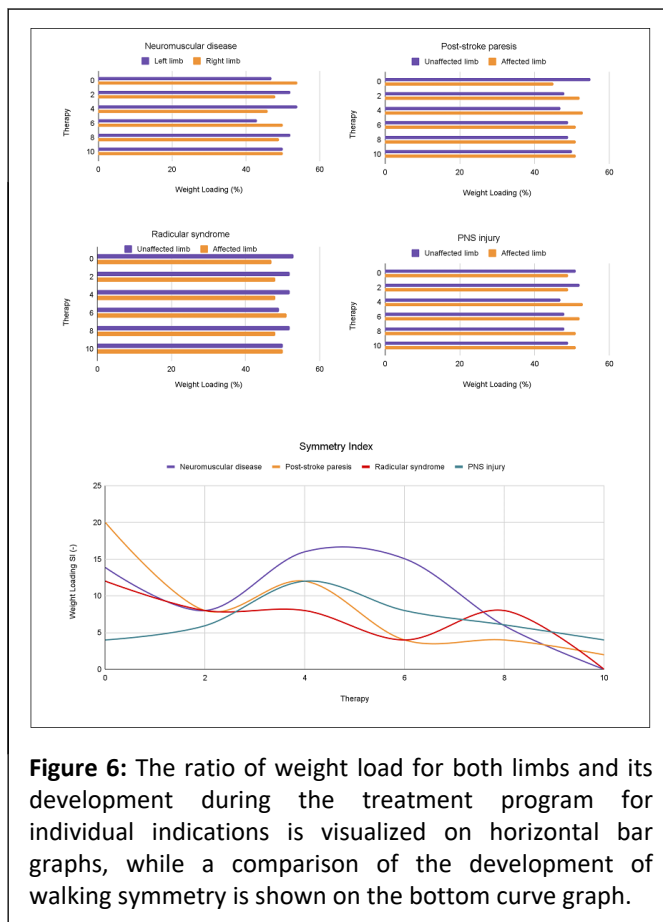 Neuromuscular disease
Left limb Right limb
0
2
4
6
8
10
Therapy
0 20 40 60
Weight Loading (%)
Post-stroke paresis
Unaffected limb Affected limb
0
2
4
6
8
10
Therapy
0 20 40 60
Weight Loading (%)
Radicular syndrome
Unaffected limb Affected limb
0
2
4
6
8
10
Therapy
0 20 40 60
Weight Loading (%)
PNS injury
Unaffected limb Affected limb
0
2
4
6
8
10
Therapy
0 20 40 60
Weight Loading (%)
Symmetry Index
Neuromuscular disease Post-stroke paresis Radicular syndrome PNS injury
25
20
15
10
5
0
Weight Loading SI (-)
0 2 4 6 8 10
Therapy
Figure 6: The ratio of weight load for both limbs and its
development during the treatment program for
individual indications is visualized on horizontal bar
graphs, while a comparison of the development of
walking symmetry is shown on the bottom curve graph.